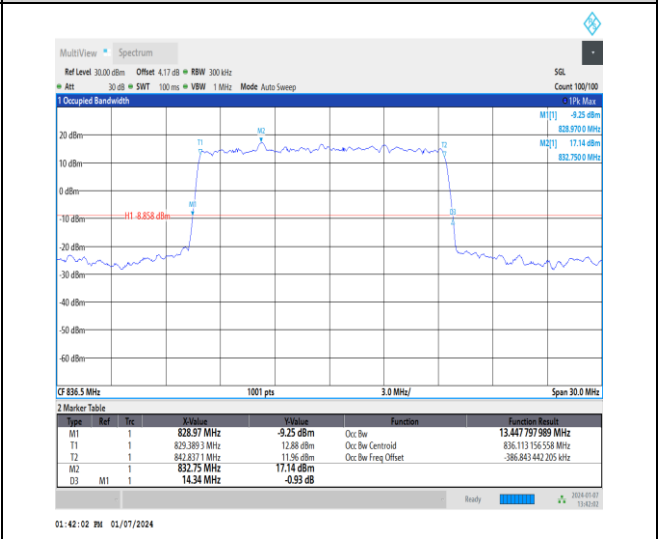 MultiView Spectrum
Ref Level 30.00 dBm Offset 4.17 dB RBW 300 kHz SGL
Att 30 dB SWT 100 ms VBW 1 MHz Mode Auto Sweep Count 100/100
1 Occupied Bandwidth 1Pk Max
M1[1] -9.25 dBm
828.970 0 MHz
M2[1] 17.14 dBm
832.750 0 MHz
20 dBm
T1 M2 T2
10 dBm
0 dBm
M1
H1 -8.858 dBm
D3
-10 dBm
-20 dBm
-30 dBm
-40 dBm
-50 dBm
-60 dBm
CF 836.5 MHz 1001 pts 3.0 MHz/ Span 30.0 MHz
2 Marker Table
Type Ref Trc X-Value Y-Value Function Function Result
M1 1 828.97 MHz -9.25 dBm Occ Bw 13.447 797 989 MHz
T1 1 829.389 3 MHz 12.88 dBm Occ Bw Centroid 836.113 156 558 MHz
T2 1 842.837 1 MHz 11.96 dBm Occ Bw Freq Offset -386.843 442 205 kHz
M2 1 832.75 MHz 17.14 dBm
D3 M1 1 14.34 MHz -0.93 dB
Ready 2024-01-07
13:42:02
01:42:02 PM 01/07/2024